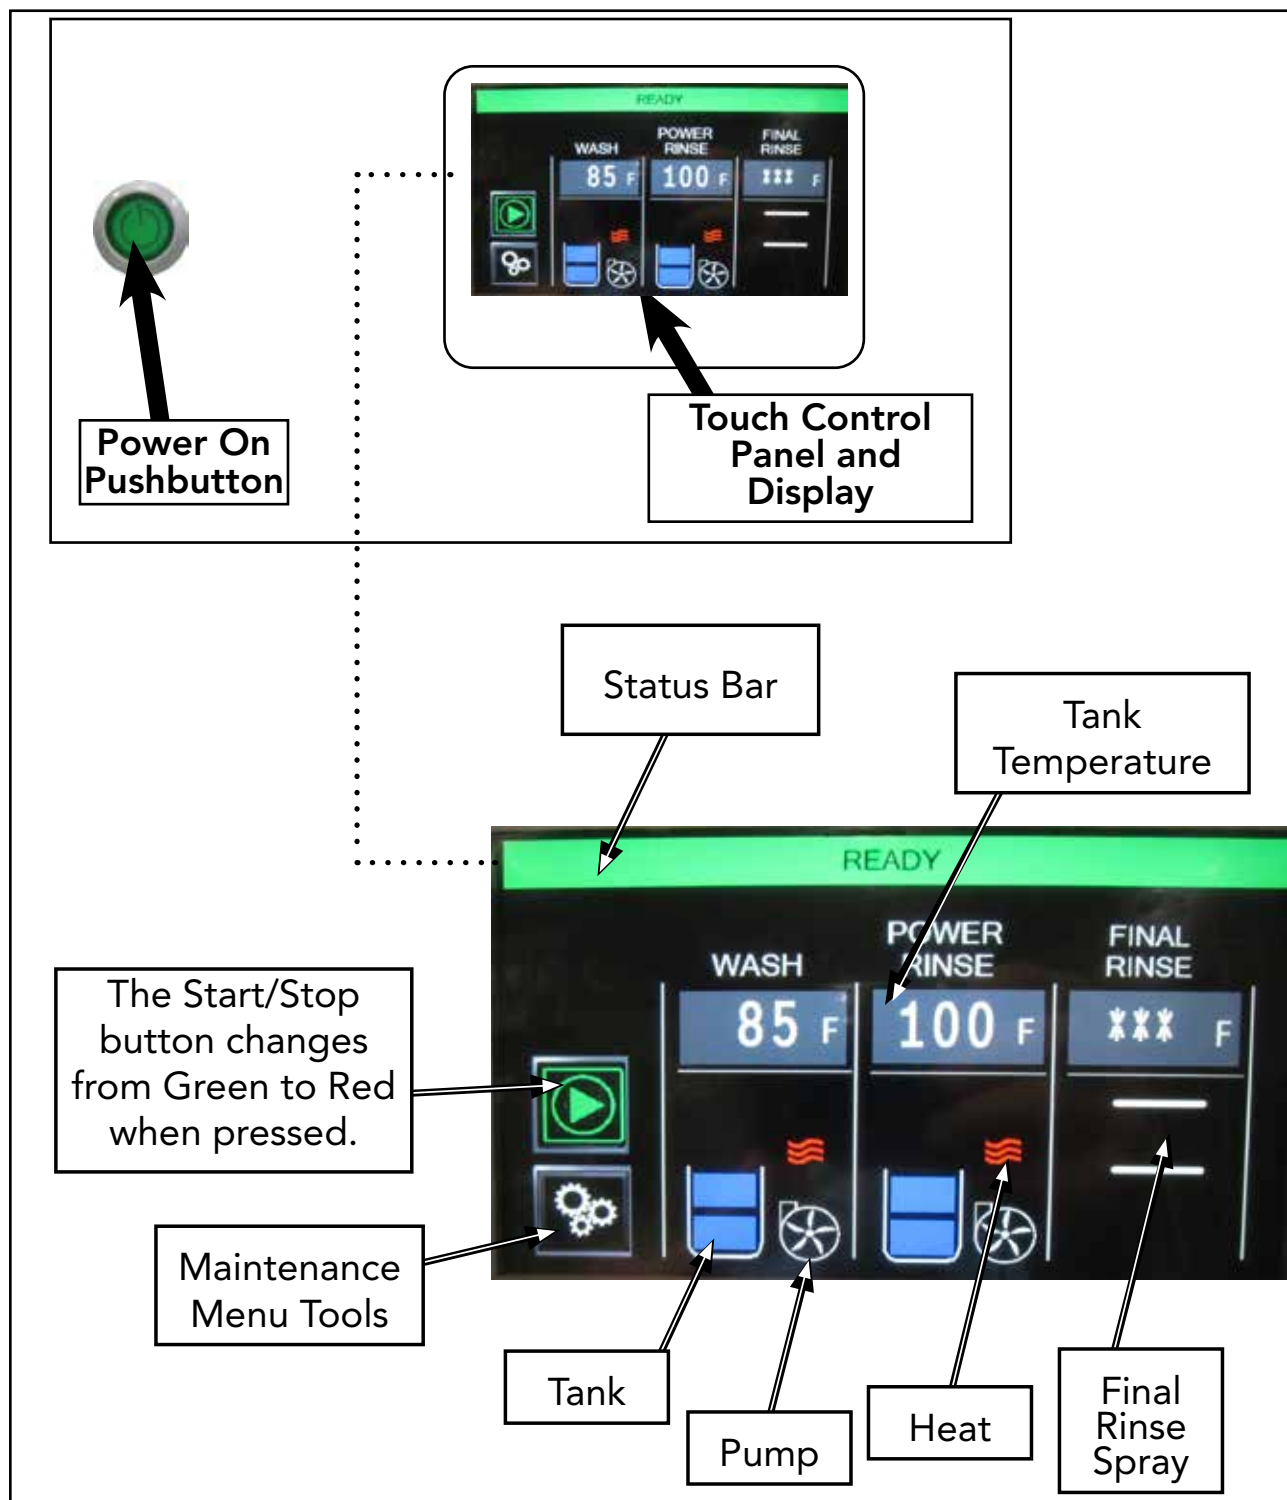 READY
WASH
POWER
RINSE
FINAL
RINSE
85 F
100 F
*** F
Power On
Pushbutton
Touch Control
Panel and
Display
Status Bar
Tank
Temperature
READY
WASH
POWER
RINSE
FINAL
RINSE
85 F
100 F
*** F
The Start/Stop
button changes
from Green to Red
when pressed.
Maintenance
Menu Tools
Tank
Pump
Heat
Final
Rinse
Spray